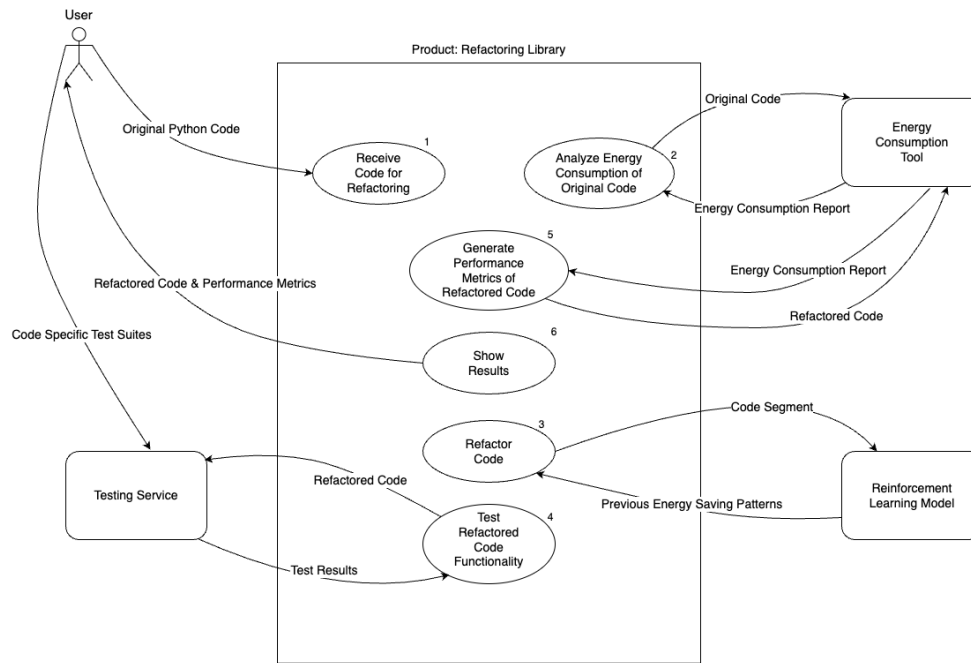 User
Product: Refactoring Library
Original Code
Original Python Code
1
Receive
Code for
Refactoring
2
Analyze Energy
Consumption of
Original Code
Energy
Consumption
Tool
Energy Consumption Report
5
Generate
Performance
Metrics of
Refactored Code
Energy Consumption Report
Refactored Code & Performance Metrics
Refactored Code
Code Specific Test Suites
6
Show
Results
Code Segment
3
Refactor
Code
Testing Service
Refactored Code
Previous Energy Saving Patterns
Reinforcement
Learning Model
4
Test
Refactored
Code
Functionality
Test Results